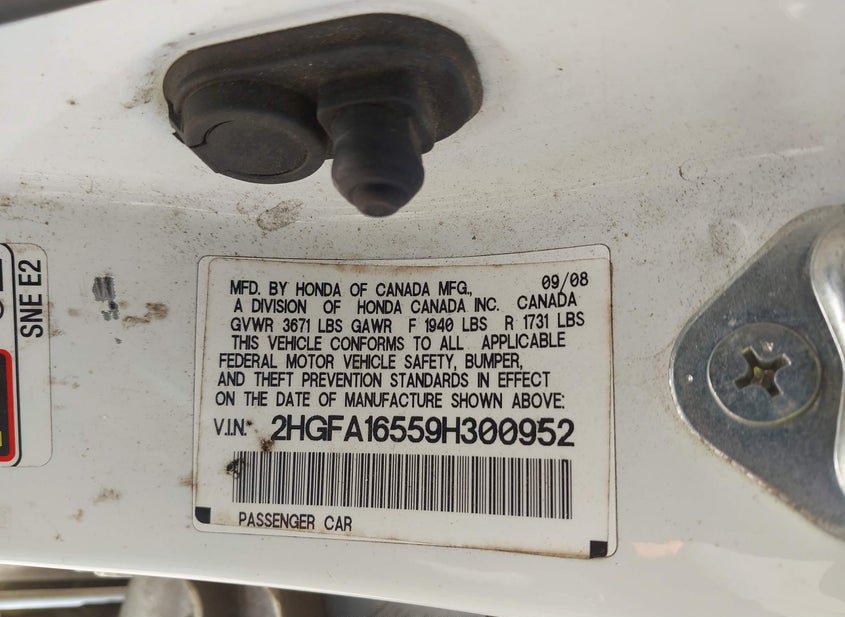 SNE E2
MFD. BY HONDA OF CANADA MFG., 09/08
A DIVISION OF HONDA CANADA INC. CANADA
GVWR 3671 LBS GAWR F 1940 LBS R 1731 LBS
THIS VEHICLE CONFORMS TO ALL APPLICABLE
FEDERAL MOTOR VEHICLE SAFETY, BUMPER,
AND THEFT PREVENTION STANDARDS IN EFFECT
ON THE DATE OF MANUFACTURE SHOWN ABOVE:
V.I.N.* 2HGFA16559H300952
PASSENGER CAR